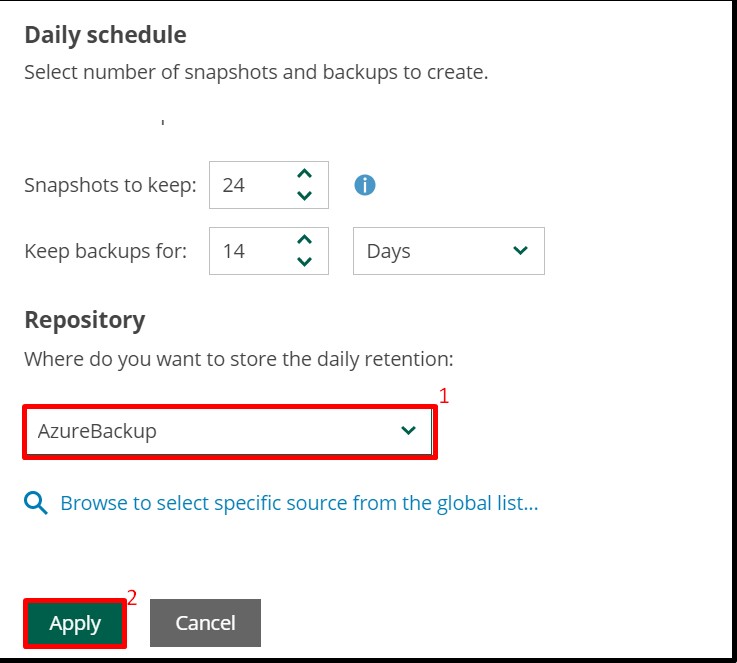 Daily schedule
Select number of snapshots and backups to create.
Snapshots to keep: 24
Keep backups for: 14 Days
Repository
Where do you want to store the daily retention:
1
AzureBackup
Browse to select specific source from the global list...
2
Apply Cancel